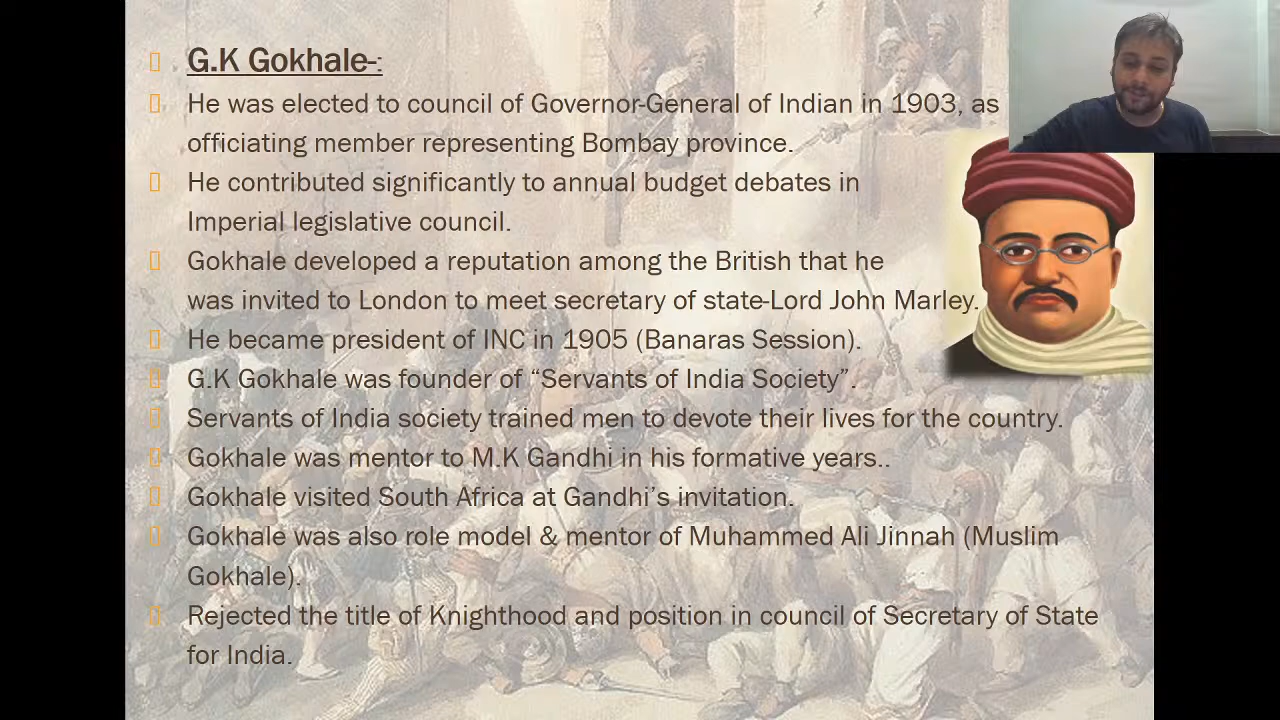 G.K Gokhale-:
He was elected to council of Governor-General of Indian in 1903, as
officiating member representing Bombay province.
He contributed significantly to annual budget debates in
Imperial legislative council.
Gokhale developed a reputation among the British that he
was invited to London to meet secretary of state-Lord John Marley.
He became president of INC in 1905 (Banaras Session).
G.K Gokhale was founder of “Servants of India Society”.
Servants of India society trained men to devote their lives for the country.
Gokhale was mentor to M.K Gandhi in his formative years..
Gokhale visited South Africa at Gandhi’s invitation.
Gokhale was also role model & mentor of Muhammed Ali Jinnah (Muslim
Gokhale).
Rejected the title of Knighthood and position in council of Secretary of State
for India.